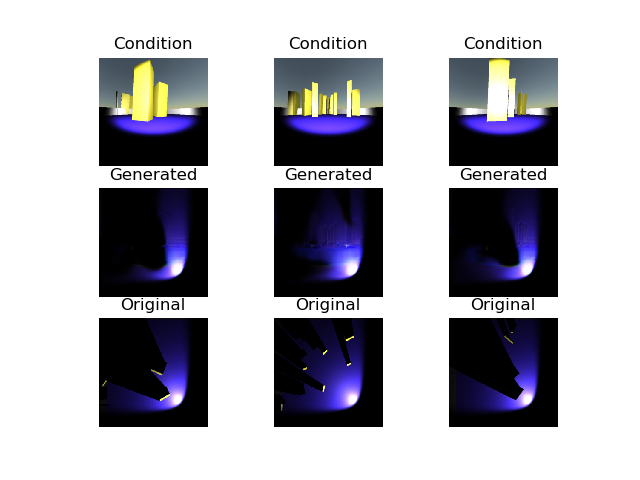 Condition Condition Condition
Generated Generated Generated
Original Original Original